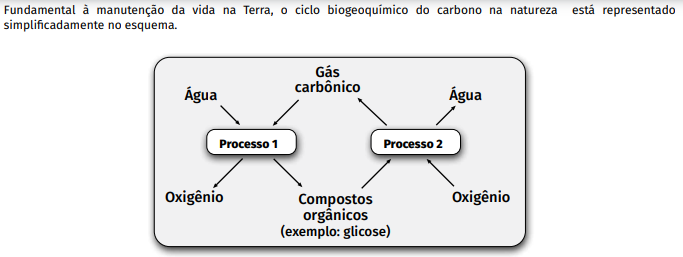 Fundamental à manutenção da vida na Terra, o ciclo biogeoquímico do carbono na natureza está representado
simplificadamente no esquema.
Gás
carbônico
Água
Água
Processo 1
Processo 2
Oxigênio
Compostos
orgânicos
(exemplo: glicose)
Oxigênio